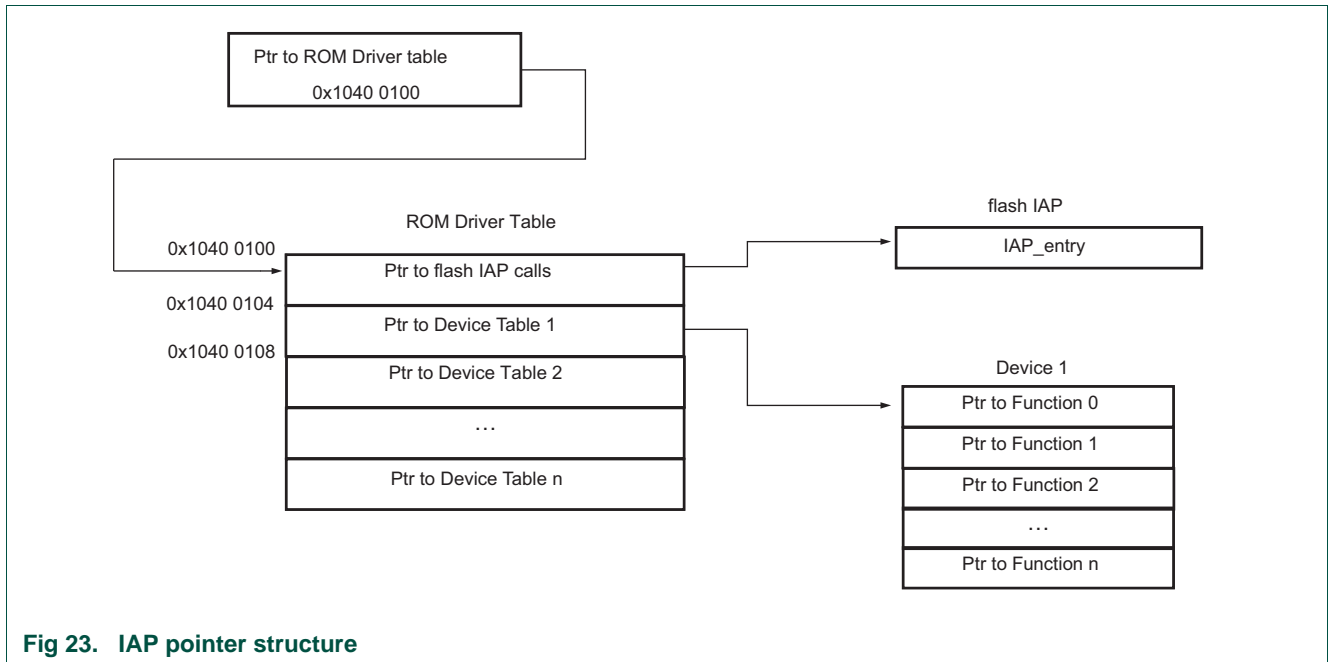 Ptr to ROM Driver table
0x1040 0100
ROM Driver Table
0x1040 0100
Ptr to flash IAP calls
0x1040 0104
Ptr to Device Table 1
0x1040 0108
Ptr to Device Table 2
...
Ptr to Device Table n
flash IAP
IAP_entry
Device 1
Ptr to Function 0
Ptr to Function 1
Ptr to Function 2
...
Ptr to Function n
Fig 23. IAP pointer structure